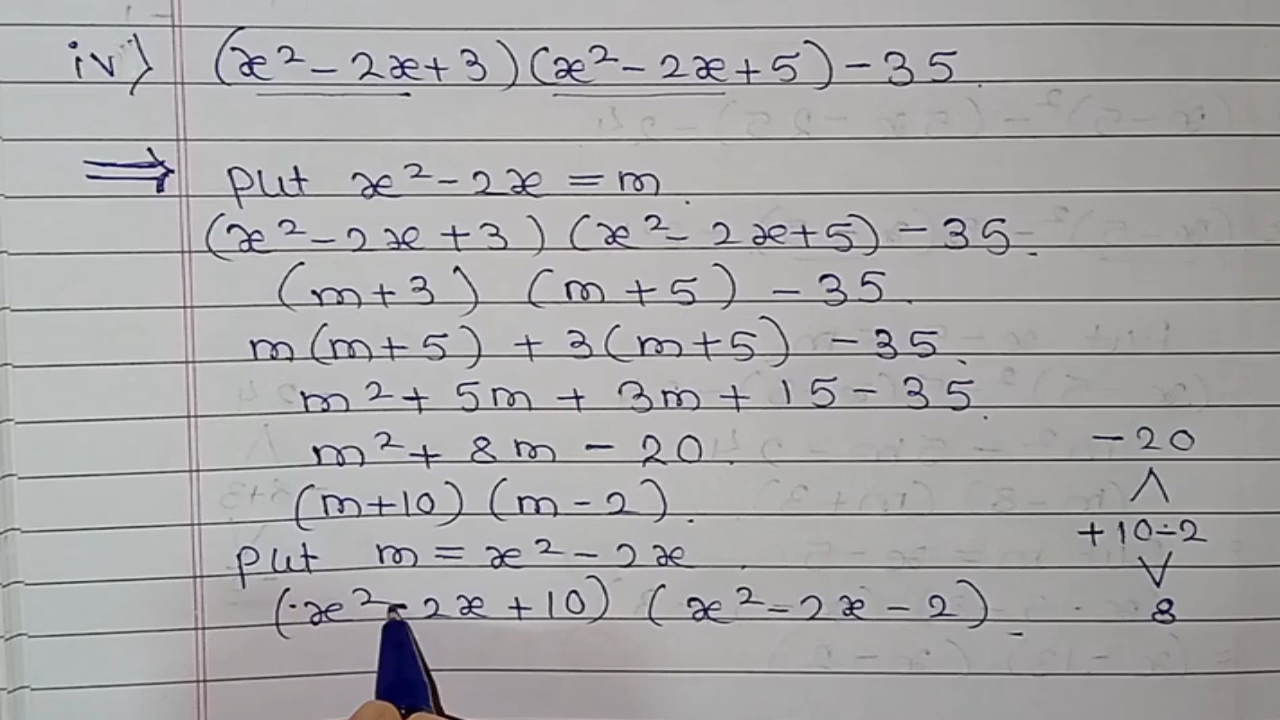 iv) (x² - 2x + 3) (x² - 2x + 5) - 35.
⇒ put x² - 2x = m.
(x² - 2x + 3) (x² - 2x + 5) - 35.
(m + 3) (m + 5) - 35.
m(m + 5) + 3(m + 5) - 35.
m² + 5m + 3m + 15 - 35.
m² + 8m - 20.
-20
(m + 10) (m - 2).
+10 -2
put m = x² - 2x.
(x² - 2x + 10) (x² - 2x - 2).
8